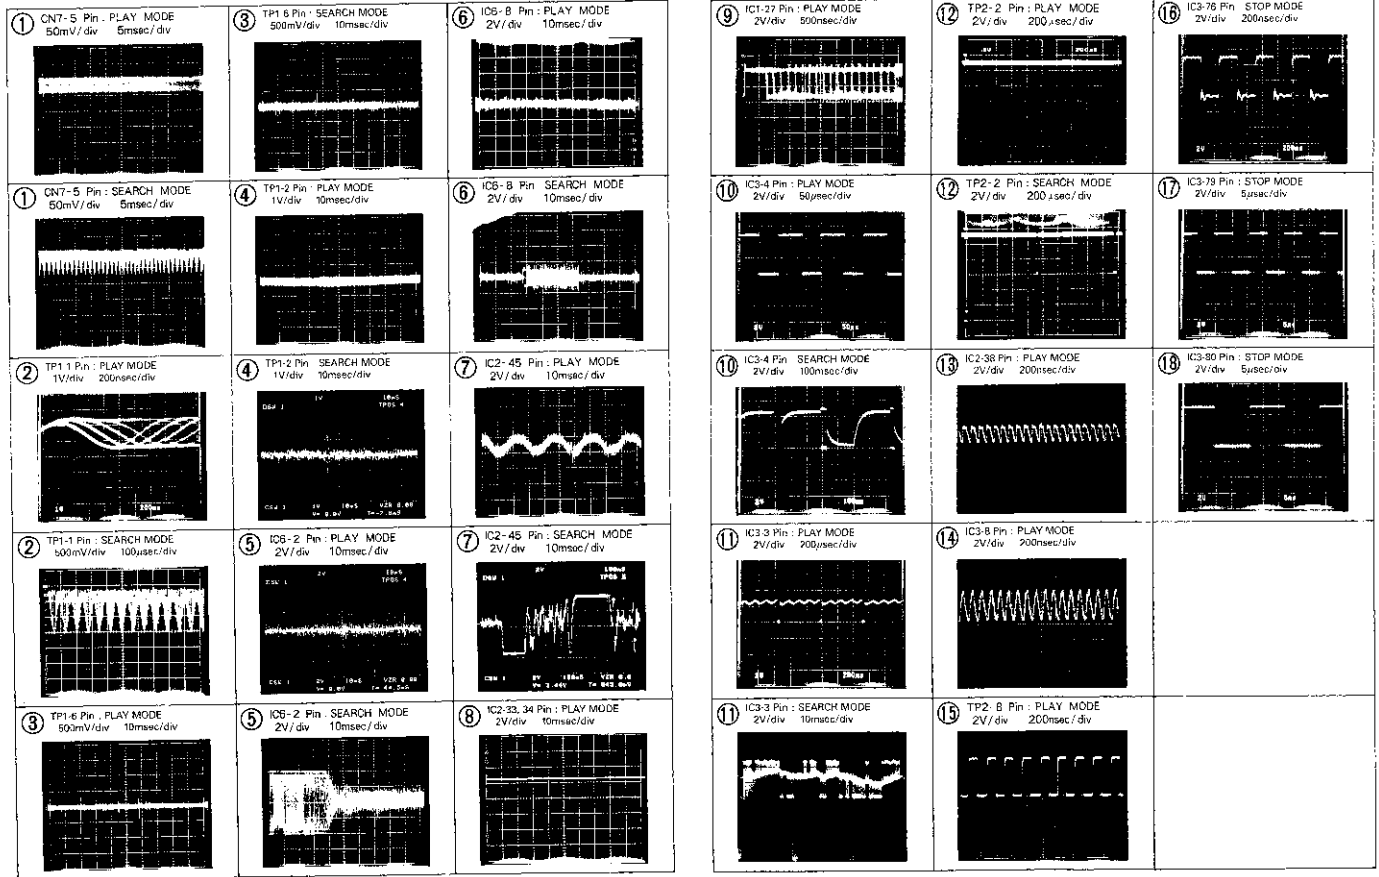 ① CN7-5 Pin : PLAY MODE
50mV/div 5msec/div
① CN7-5 Pin : SEARCH MODE
50mV/div 5msec/div
② TP1-1 Pin : PLAY MODE
1V/div 200nsec/div
② TP1-1 Pin : SEARCH MODE
500mV/div 100μsec/div
③ TP1-6 Pin : PLAY MODE
500mV/div 10msec/div
③ TP1-6 Pin : SEARCH MODE
500mV/div 10msec/div
④ TP1-2 Pin : PLAY MODE
1V/div 10msec/div
④ TP1-2 Pin SEARCH MODE
1V/div 10msec/div
⑤ IC6-2 Pin : PLAY MODE
2V/div 10msec/div
⑤ IC6-2 Pin SEARCH MODE
2V/div 10msec/div
⑥ IC6-8 Pin : PLAY MODE
2V/div 10msec/div
⑥ IC6-8 Pin SEARCH MODE
2V/div 10msec/div
⑦ IC2-45 Pin : PLAY MODE
2V/div 10msec/div
⑦ IC2-45 Pin : SEARCH MODE
2V/div 10msec/div
⑧ IC2-33, 34 Pin : PLAY MODE
2V/div 10msec/div
⑨ IC1-27 Pin : PLAY MODE
2V/div 500nsec/div
⑩ IC3-4 Pin : PLAY MODE
2V/div 50μsec/div
2V 50μs
⑩ IC3-4 Pin SEARCH MODE
2V/div 100msec/div
⑪ IC3-3 Pin : PLAY MODE
2V/div 200μsec/div
⑪ IC3-3 Pin : SEARCH MODE
2V/div 10msec/div
⑫ TP2-2 Pin : PLAY MODE
2V/div 200μsec/div
⑫ TP2-2 Pin : SEARCH MODE
2V/div 200μsec/div
⑬ IC2-38 Pin : PLAY MODE
2V/div 200nsec/div
⑭ IC3-8 Pin : PLAY MODE
2V/div 200nsec/div
⑮ TP2-8 Pin : PLAY MODE
2V/div 200nsec/div
⑯ IC3-76 Pin STOP MODE
2V/div 200nsec/div
⑰ IC3-79 Pin : STOP MODE
2V/div 5μsec/div
⑱ IC3-80 Pin : STOP MODE
2V/div 5μsec/div